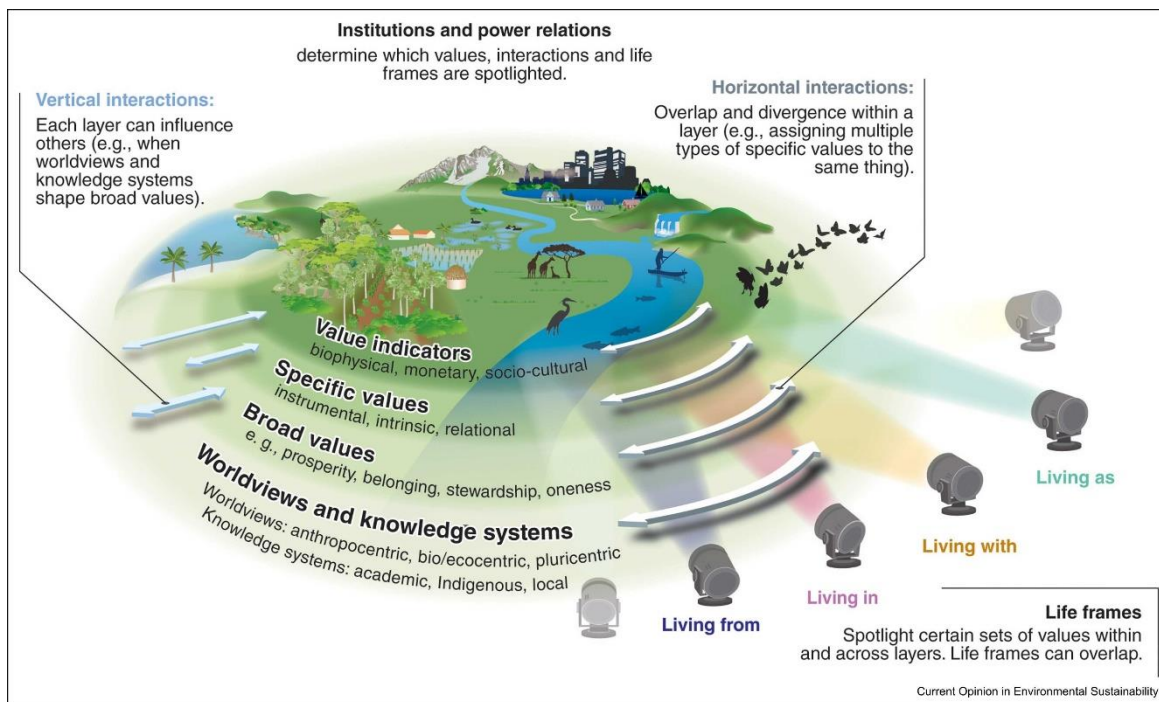 Institutions and power relations
determine which values, interactions and life
frames are spotlighted.
Vertical interactions:
Each layer can influence
others (e.g., when
worldviews and
knowledge systems
shape broad values).
Horizontal interactions:
Overlap and divergence within a
layer (e.g., assigning multiple
types of specific values to the
same thing).
Value indicators
biophysical, monetary, socio-cultural
Specific values
instrumental, intrinsic, relational
Broad values
e. g., prosperity, belonging, stewardship, oneness
Worldviews and knowledge systems
Worldviews: anthropocentric, bio/ecocentric, pluricentric
Knowledge systems: academic, Indigenous, local
Living as
Living with
Living in
Living from
Life frames
Spotlight certain sets of values within
and across layers. Life frames can overlap.
Current Opinion in Environmental Sustainability